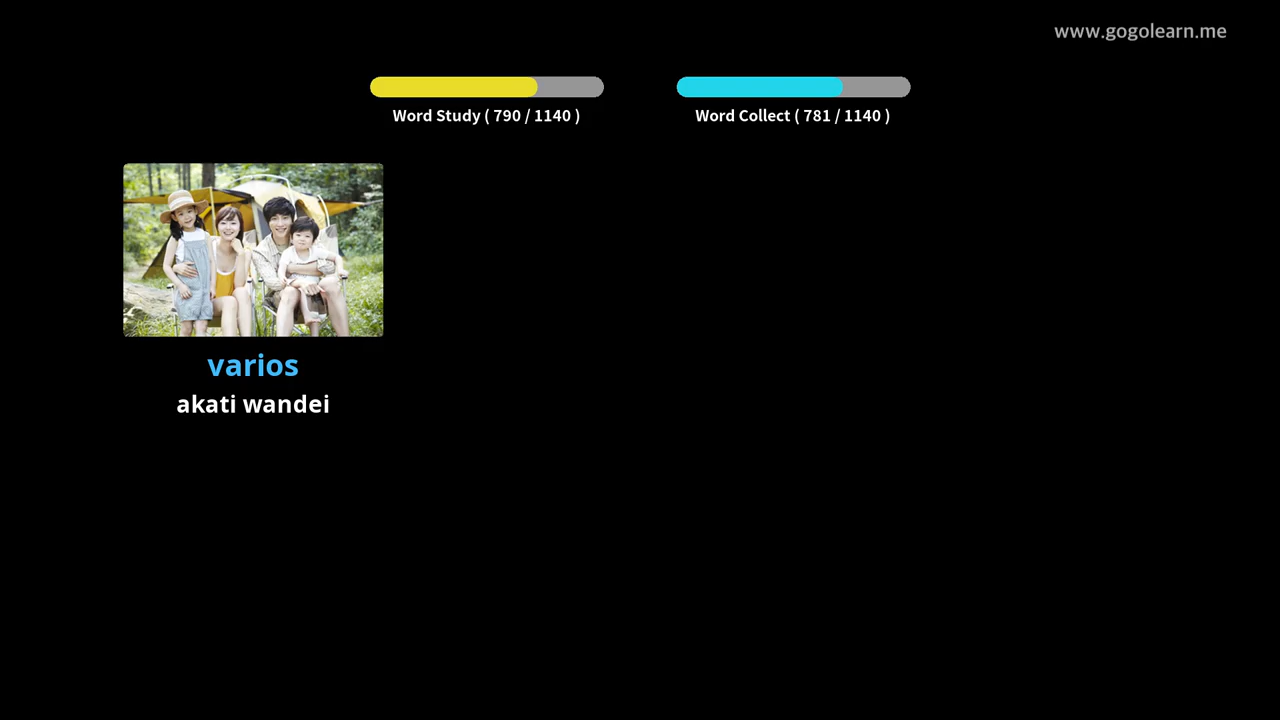 www.gogolearn.me
Word Study ( 790 / 1140 )
Word Collect ( 781 / 1140 )
varios
akati wandei